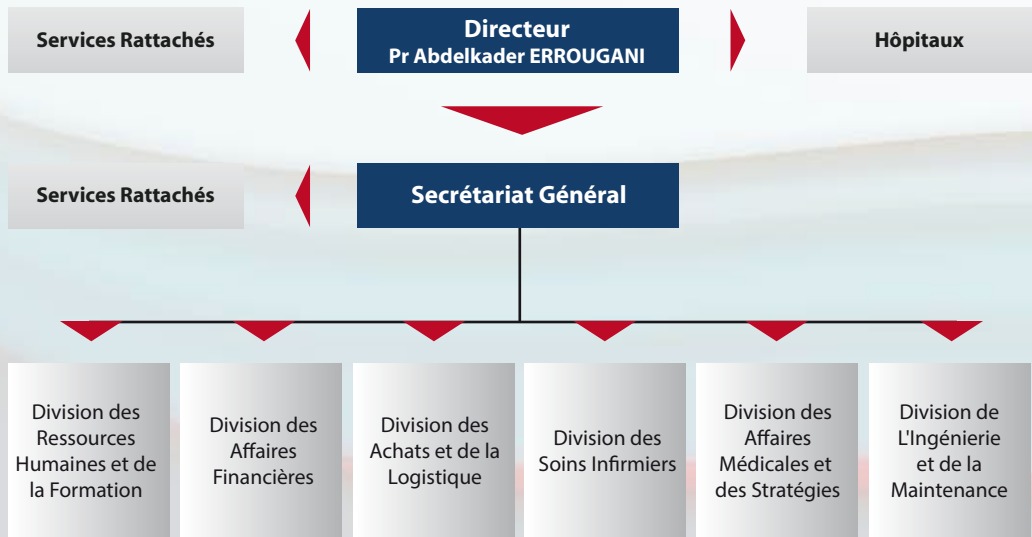 Services Rattachés
Directeur
Pr Abdelkader ERROUGANI
Hôpitaux
Services Rattachés
Secrétariat Général
Division des
Ressources
Humaines et de
la Formation
Division des
Affaires
Financières
Division des
Achats et de la
Logistique
Division des
Soins Infirmiers
Division des
Affaires
Médicales et
des Stratégies
Division de
L'Ingénierie
et de la
Maintenance